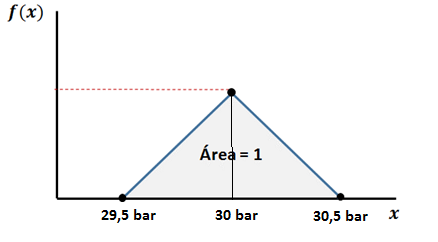 f(x)
Área = 1
29,5 bar 30 bar 30,5 bar x